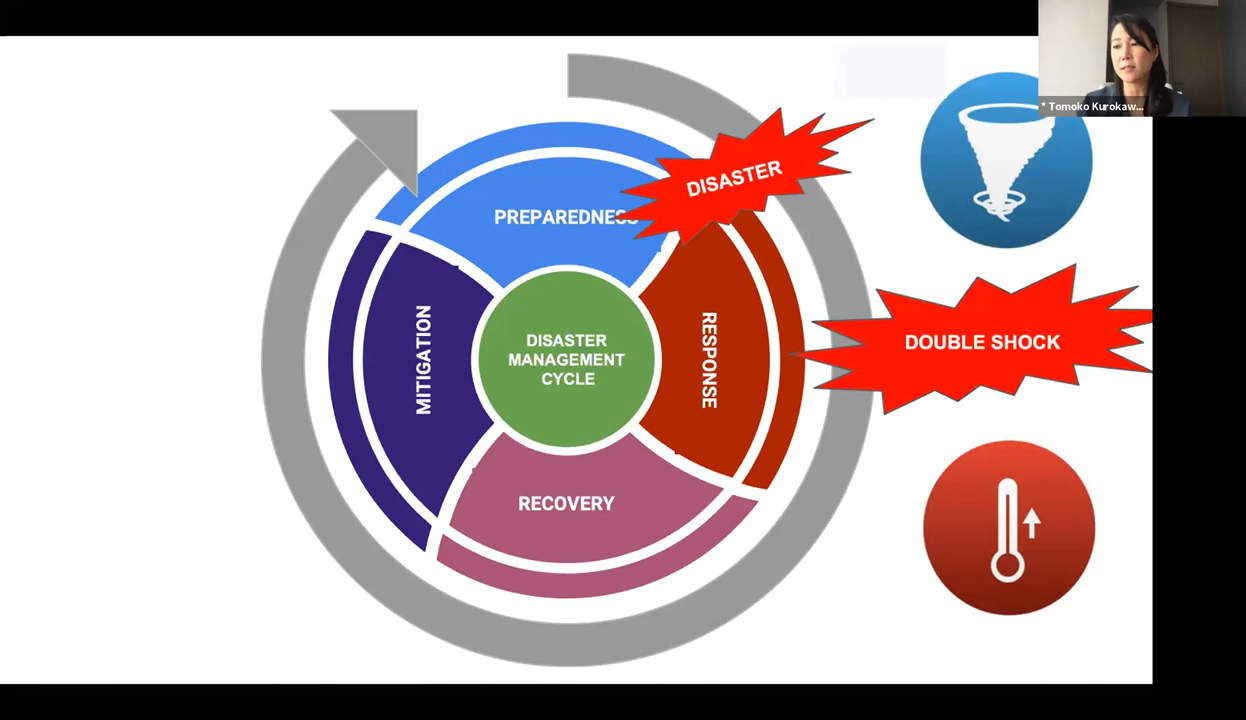 * Tomoko Kurokaw...
DISASTER
PREPAREDNESS
MITIGATION
DISASTER
MANAGEMENT
CYCLE
RESPONSE
DOUBLE SHOCK
RECOVERY